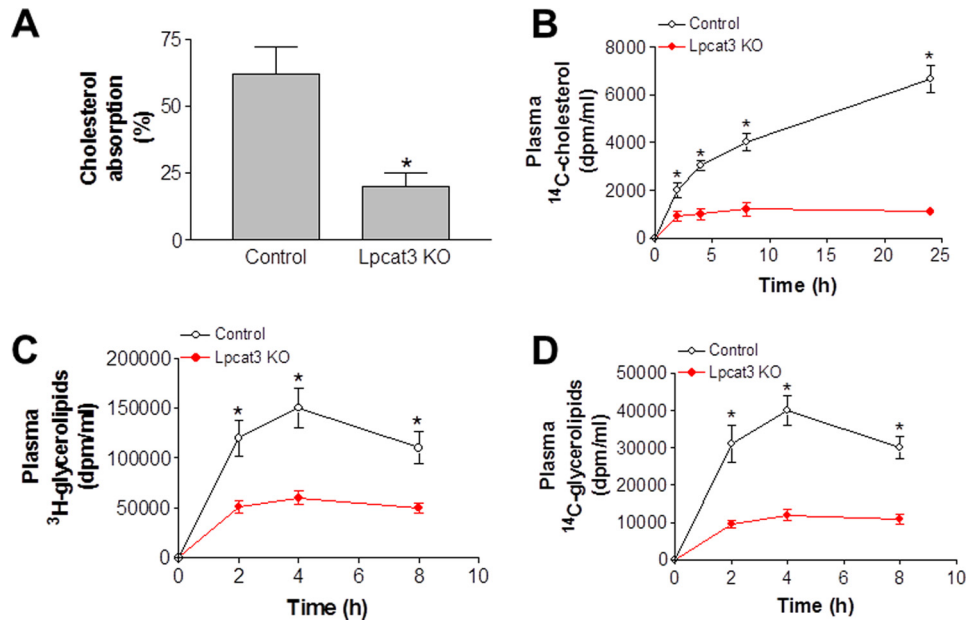 A
Cholesterol
absorption
(%)
75
50
25
0
*
Control
Lpcat3 KO
B
Control
Lpcat3 KO
Plasma
¹⁴C-cholesterol
(dpm/ml)
8000
6000
4000
2000
0
*
*
*
*
0 5 10 15 20 25
Time (h)
C
Control
Lpcat3 KO
Plasma
³H-glycerolipids
(dpm/ml)
200000
150000
100000
50000
0
*
*
*
0 2 4 6 8 10
Time (h)
D
Control
Lpcat3 KO
Plasma
¹⁴C-glycerolipids
(dpm/ml)
50000
40000
30000
20000
10000
0
*
*
*
0 2 4 6 8 10
Time (h)